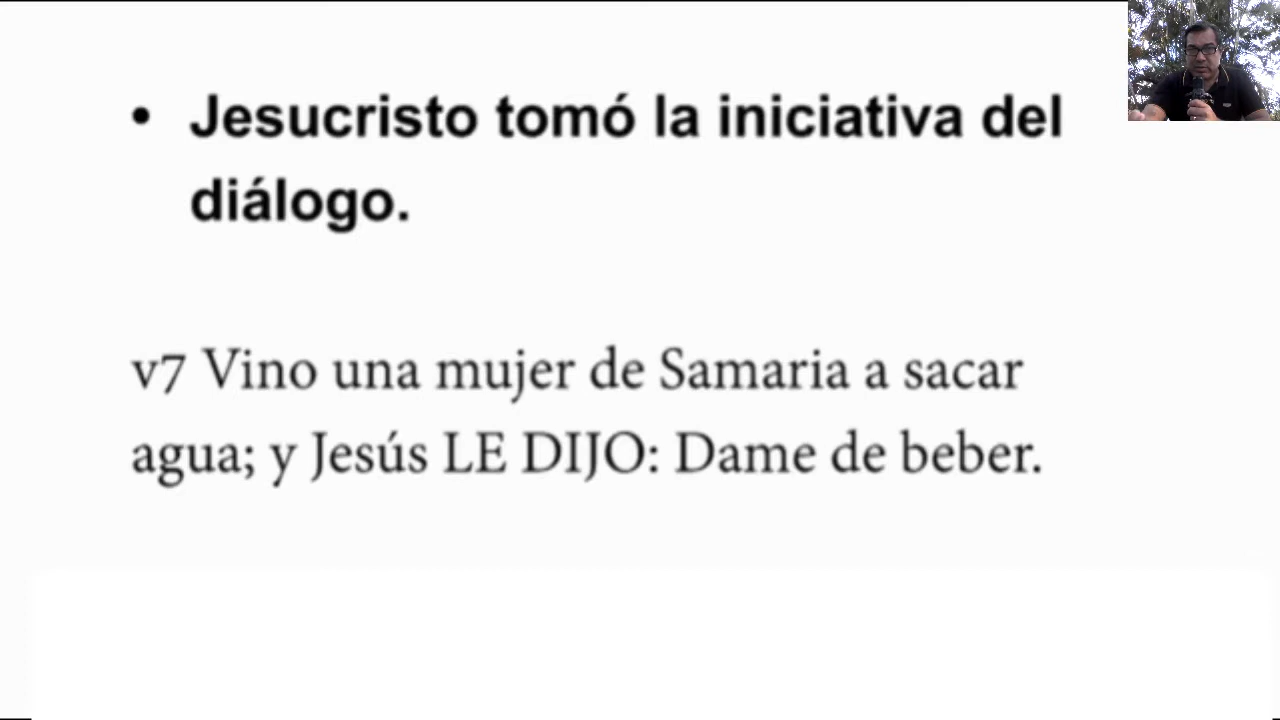 • Jesucristo tomó la iniciativa del
diálogo.
v7 Vino una mujer de Samaria a sacar
agua; y Jesús LE DIJO: Dame de beber.